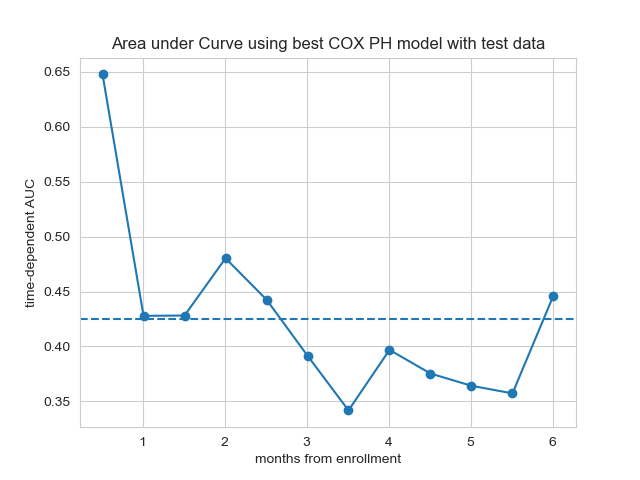 Area under Curve using best COX PH model with test data
time-dependent AUC
0.65
0.60
0.55
0.50
0.45
0.40
0.35
1 2 3 4 5 6
months from enrollment